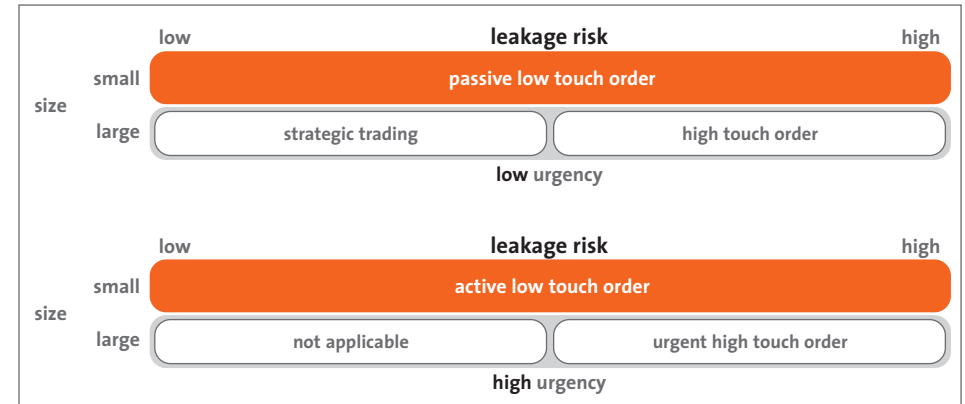 low leakage risk high
small passive low touch order
size
large strategic trading high touch order
low urgency
low leakage risk high
small active low touch order
size
large not applicable urgent high touch order
high urgency